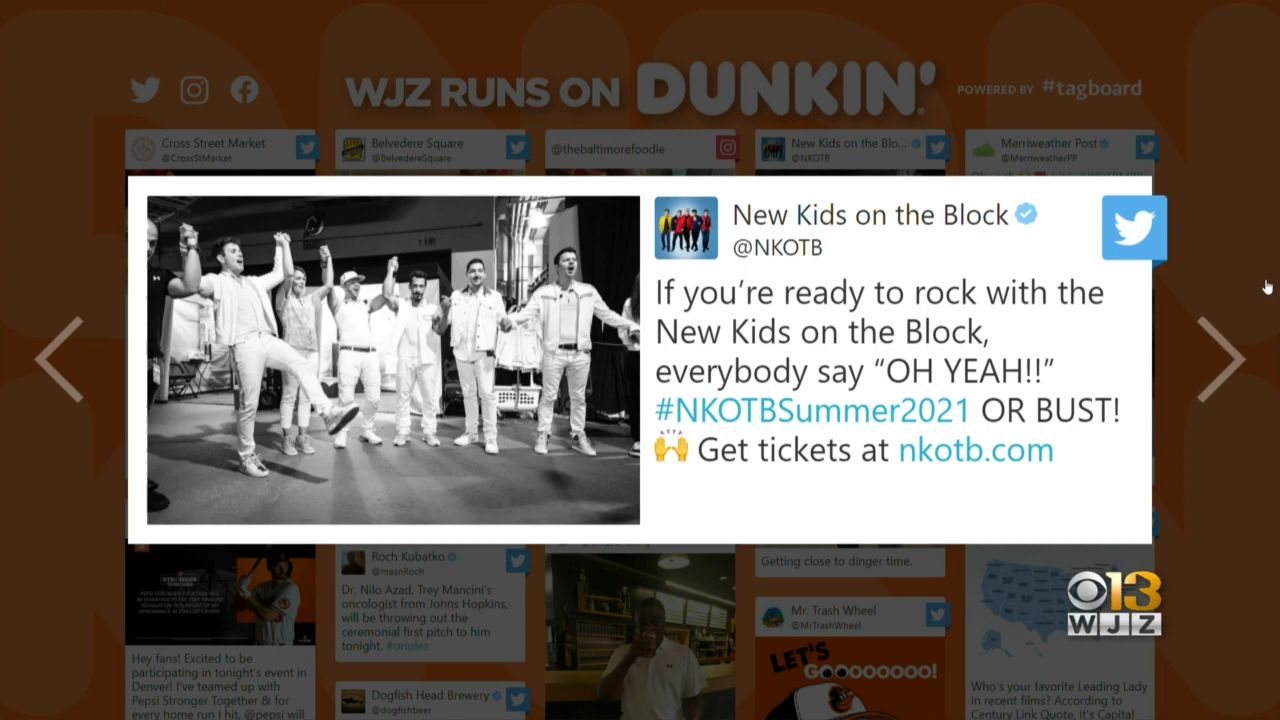 WJZ RUNS ON DUNKIN'
POWERED BY #tagboard
Cross Street Market
@CrossStMarket
Belvedere Square
@BelvedereSquare
@thebaltimorefoodie
New Kids on the Blo...
@NKOTB
Merriweather Post
@MerriweatherPP
New Kids on the Block
@NKOTB
If you're ready to rock with the
New Kids on the Block,
everybody say “OH YEAH!!”
#NKOTBSummer2021 OR BUST!
🙌 Get tickets at nkotb.com
STRONGER
TOGETHER
Hey fans! Excited to be
participating in tonight's event in
Denver! I've teamed up with
Pepsi Stronger Together & for
every home run I hit, @pepsi will
Roch Kubatko
@masnRoch
Dr. Nilo Azad, Trey Mancini's
oncologist from Johns Hopkins,
will be throwing out the
ceremonial first pitch to him
tonight. #orioles
Dogfish Head Brewery
@dogfishbeer
Getting close to dinger time.
Mr. Trash Wheel
@MrTrashWheel
LET'S
Goooooooo!
13
WJZ
Who's your favorite Leading Lady
in recent films? According to
Century Link Quote, it's Captain